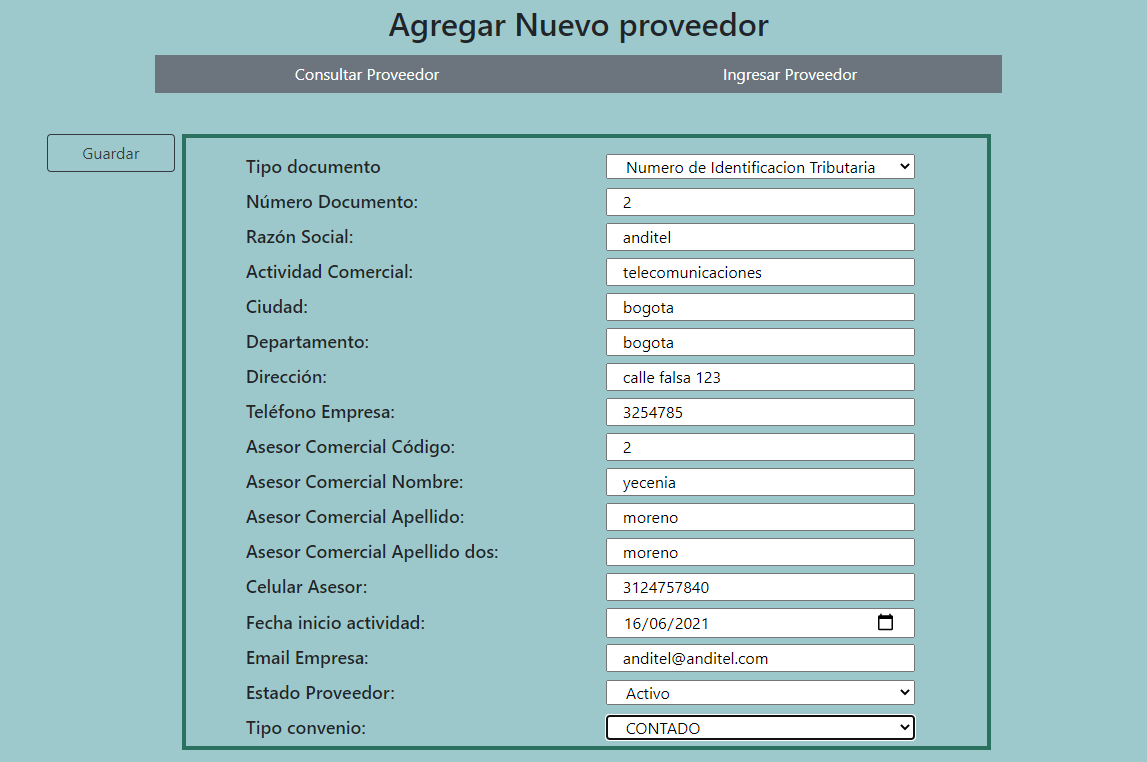 Agregar Nuevo proveedor
Consultar Proveedor Ingresar Proveedor
Guardar
Tipo documento Numero de Identificacion Tributaria
Número Documento: 2
Razón Social: anditel
Actividad Comercial: telecomunicaciones
Ciudad: bogota
Departamento: bogota
Dirección: calle falsa 123
Teléfono Empresa: 3254785
Asesor Comercial Código: 2
Asesor Comercial Nombre: yecenia
Asesor Comercial Apellido: moreno
Asesor Comercial Apellido dos: moreno
Celular Asesor: 3124757840
Fecha inicio actividad: 16/06/2021
Email Empresa: anditel@anditel.com
Estado Proveedor: Activo
Tipo convenio: CONTADO